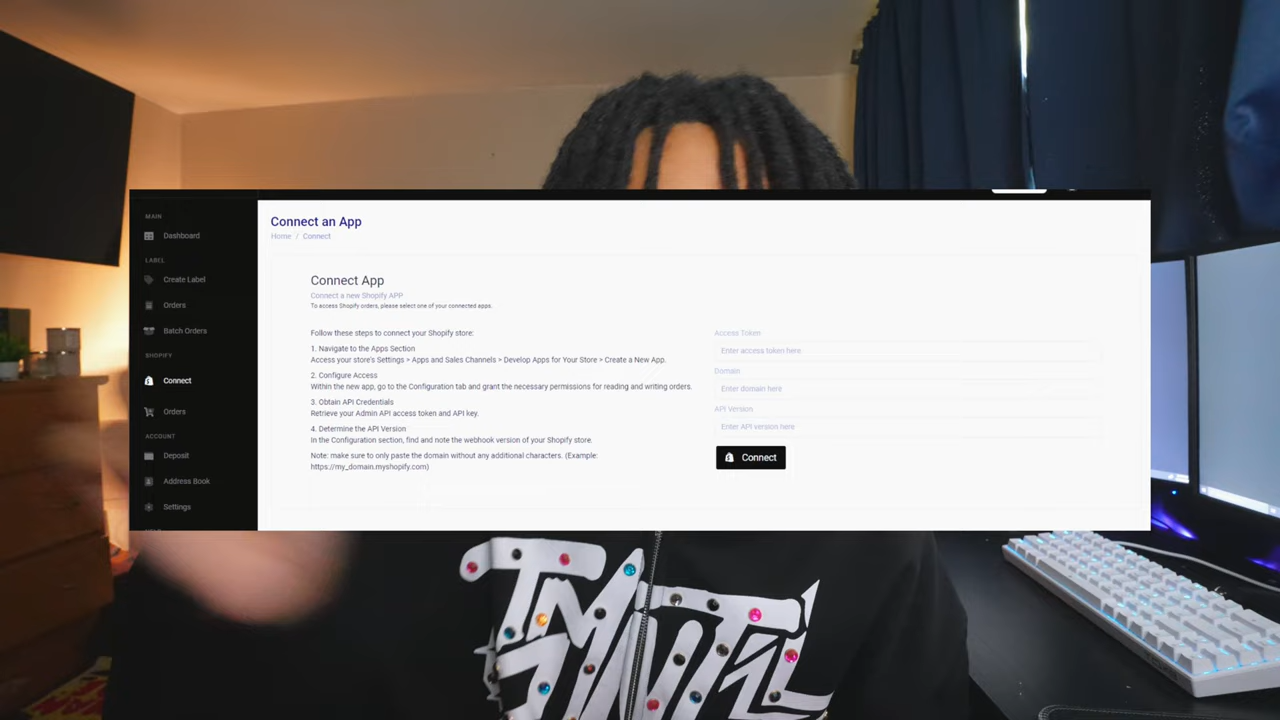 MAIN
Dashboard
LABEL
Create Label
Orders
Batch Orders
SHOPIFY
Connect
Orders
ACCOUNT
Deposit
Address Book
Settings
Connect an App
Home / Connect
Connect App
Connect a new Shopify APP
To access Shopify orders, please select one of your connected apps.
Follow these steps to connect your Shopify store:
1. Navigate to the Apps Section
Access your store's Settings > Apps and Sales Channels > Develop Apps for Your Store > Create a New App.
2. Configure Access
Within the new app, go to the Configuration tab and grant the necessary permissions for reading and writing orders.
3. Obtain API Credentials
Retrieve your Admin API access token and API key.
4. Determine the API Version
In the Configuration section, find and note the webhook version of your Shopify store.
Note: make sure to only paste the domain without any additional characters. (Example:
https://my_domain.myshopify.com)
Access Token
Enter access token here
Domain
Enter domain here
API Version
Enter API version here
Connect